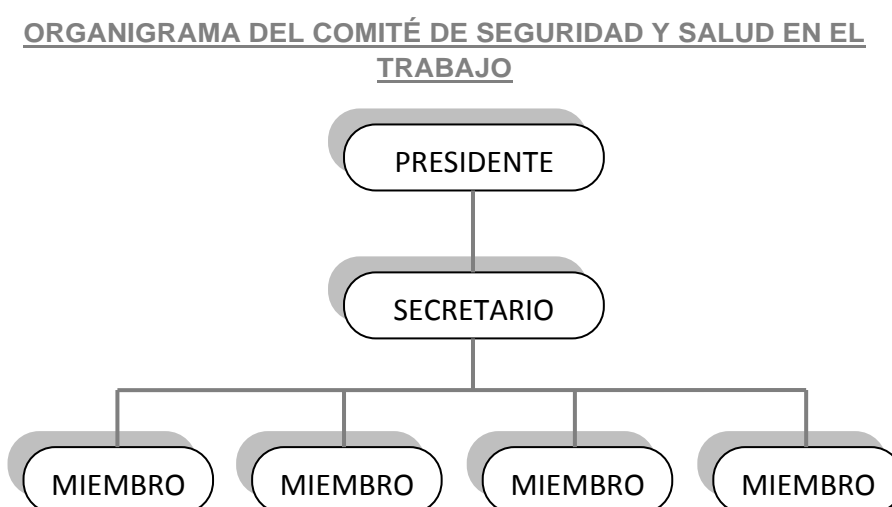 ORGANIGRAMA DEL COMITÉ DE SEGURIDAD Y SALUD EN EL
TRABAJO
PRESIDENTE
SECRETARIO
MIEMBRO MIEMBRO MIEMBRO MIEMBRO